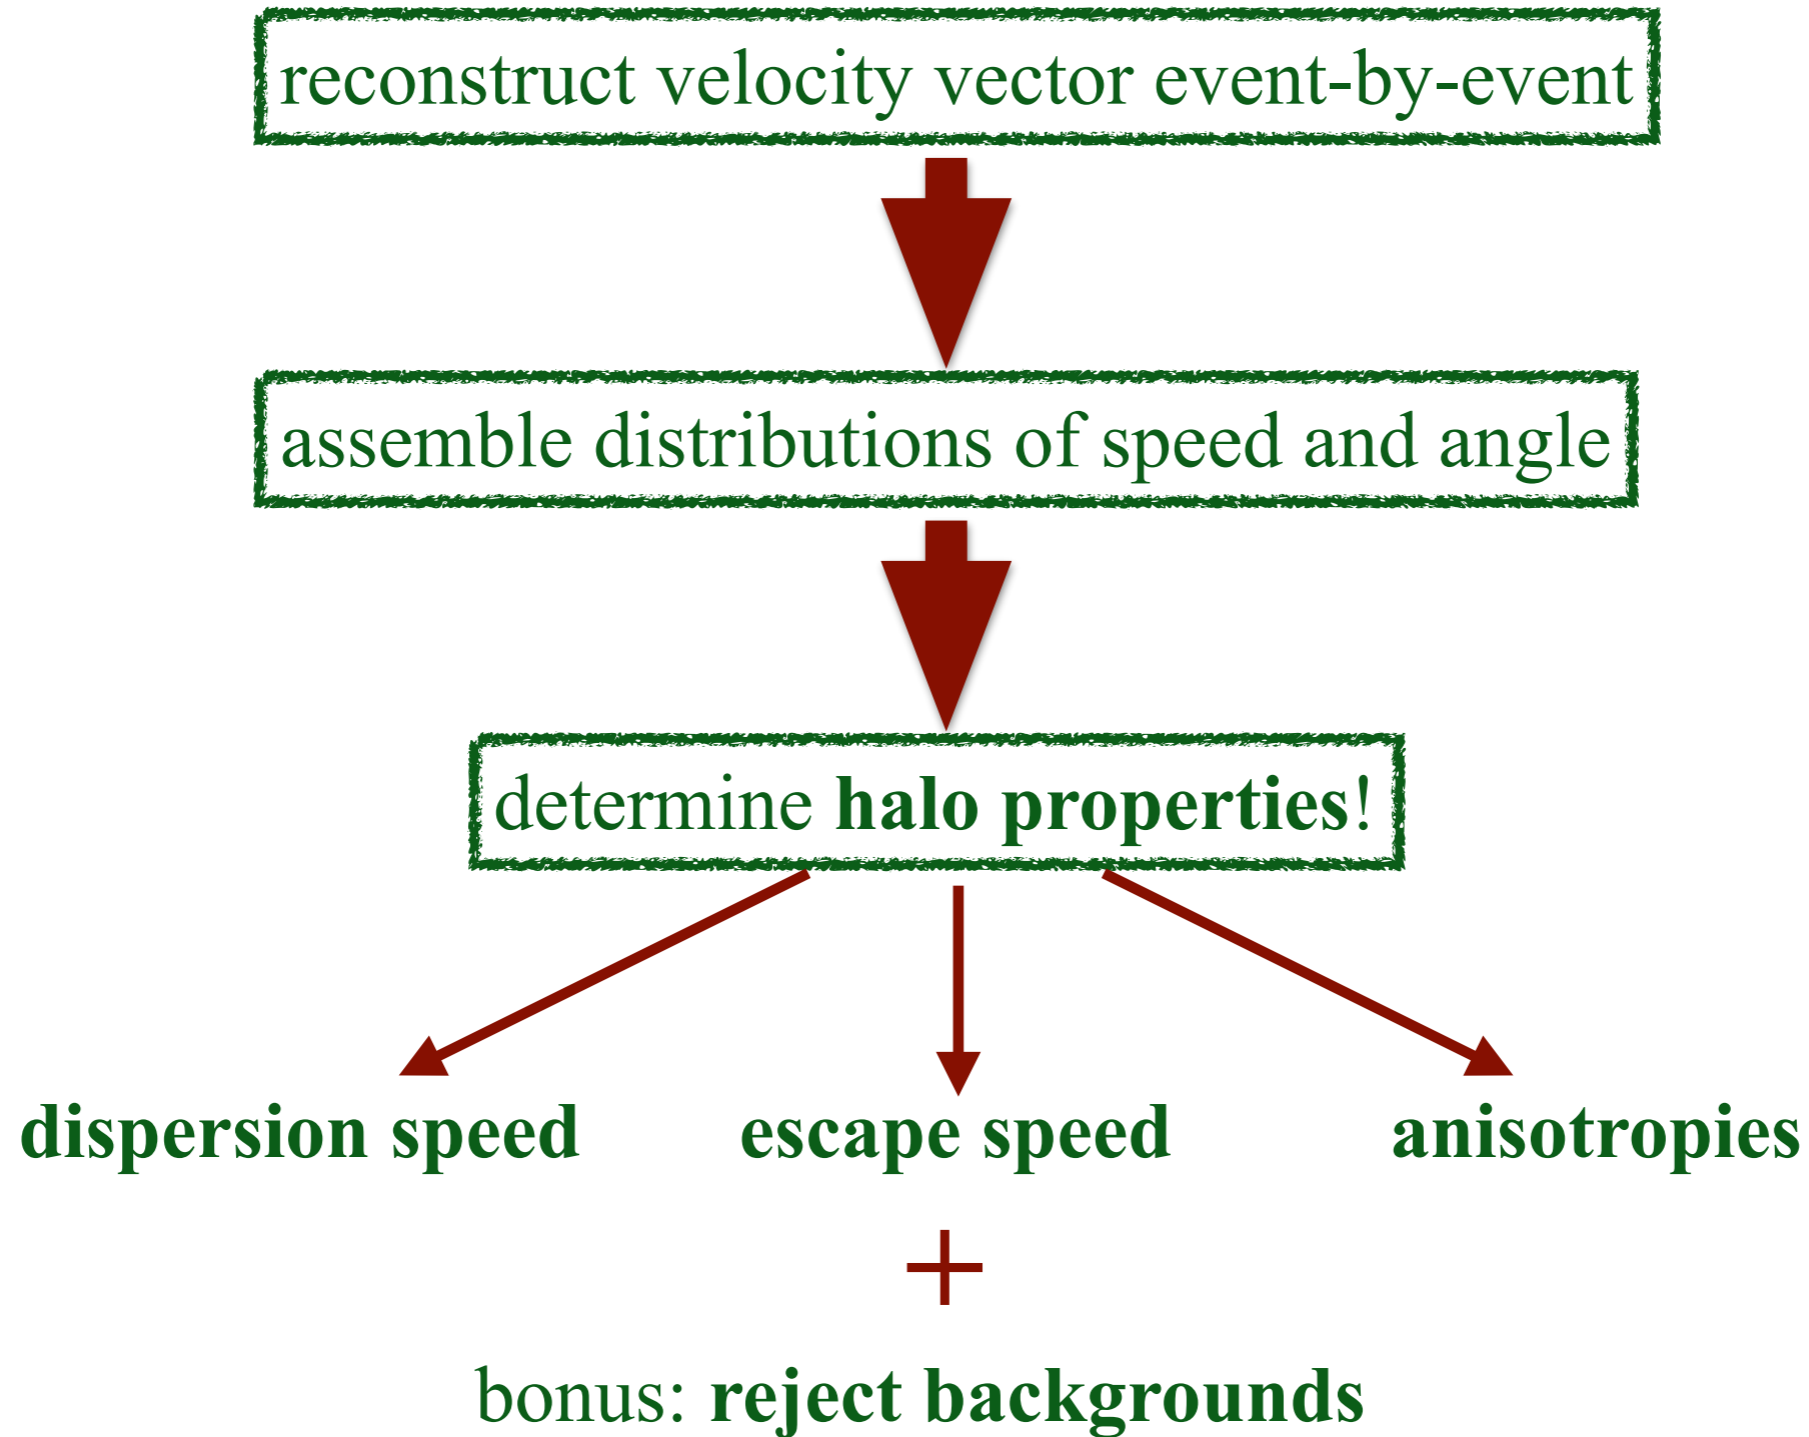 reconstruct velocity vector event-by-event
assemble distributions of speed and angle
determine halo properties!
dispersion speed
escape speed
anisotropies
+
bonus: reject backgrounds